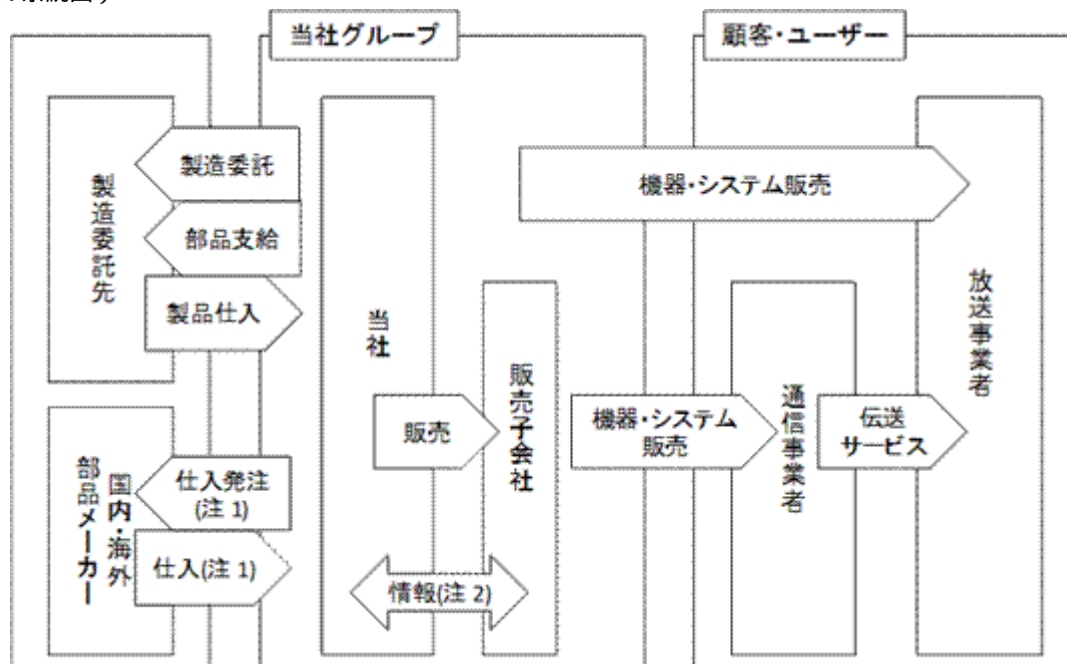 当社グループ
顧客・ユーザー
製造委託先
製造委託
部品支給
製品仕入
国内・海外
部品メーカー
仕入発注
(注 1)
仕入(注 1)
当社
販売
販売子会社
情報(注 2)
機器・システム販売
機器・システム
販売
通信事業者
伝送
サービス
放送事業者